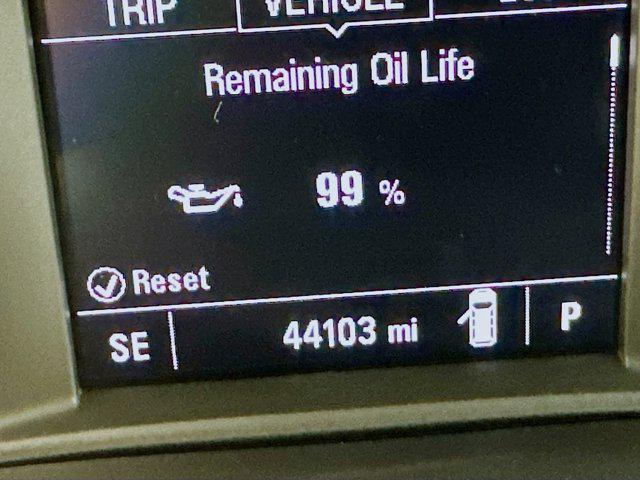 TRIP VEHICLE
Remaining Oil Life
99 %
Reset
SE 44103 mi P